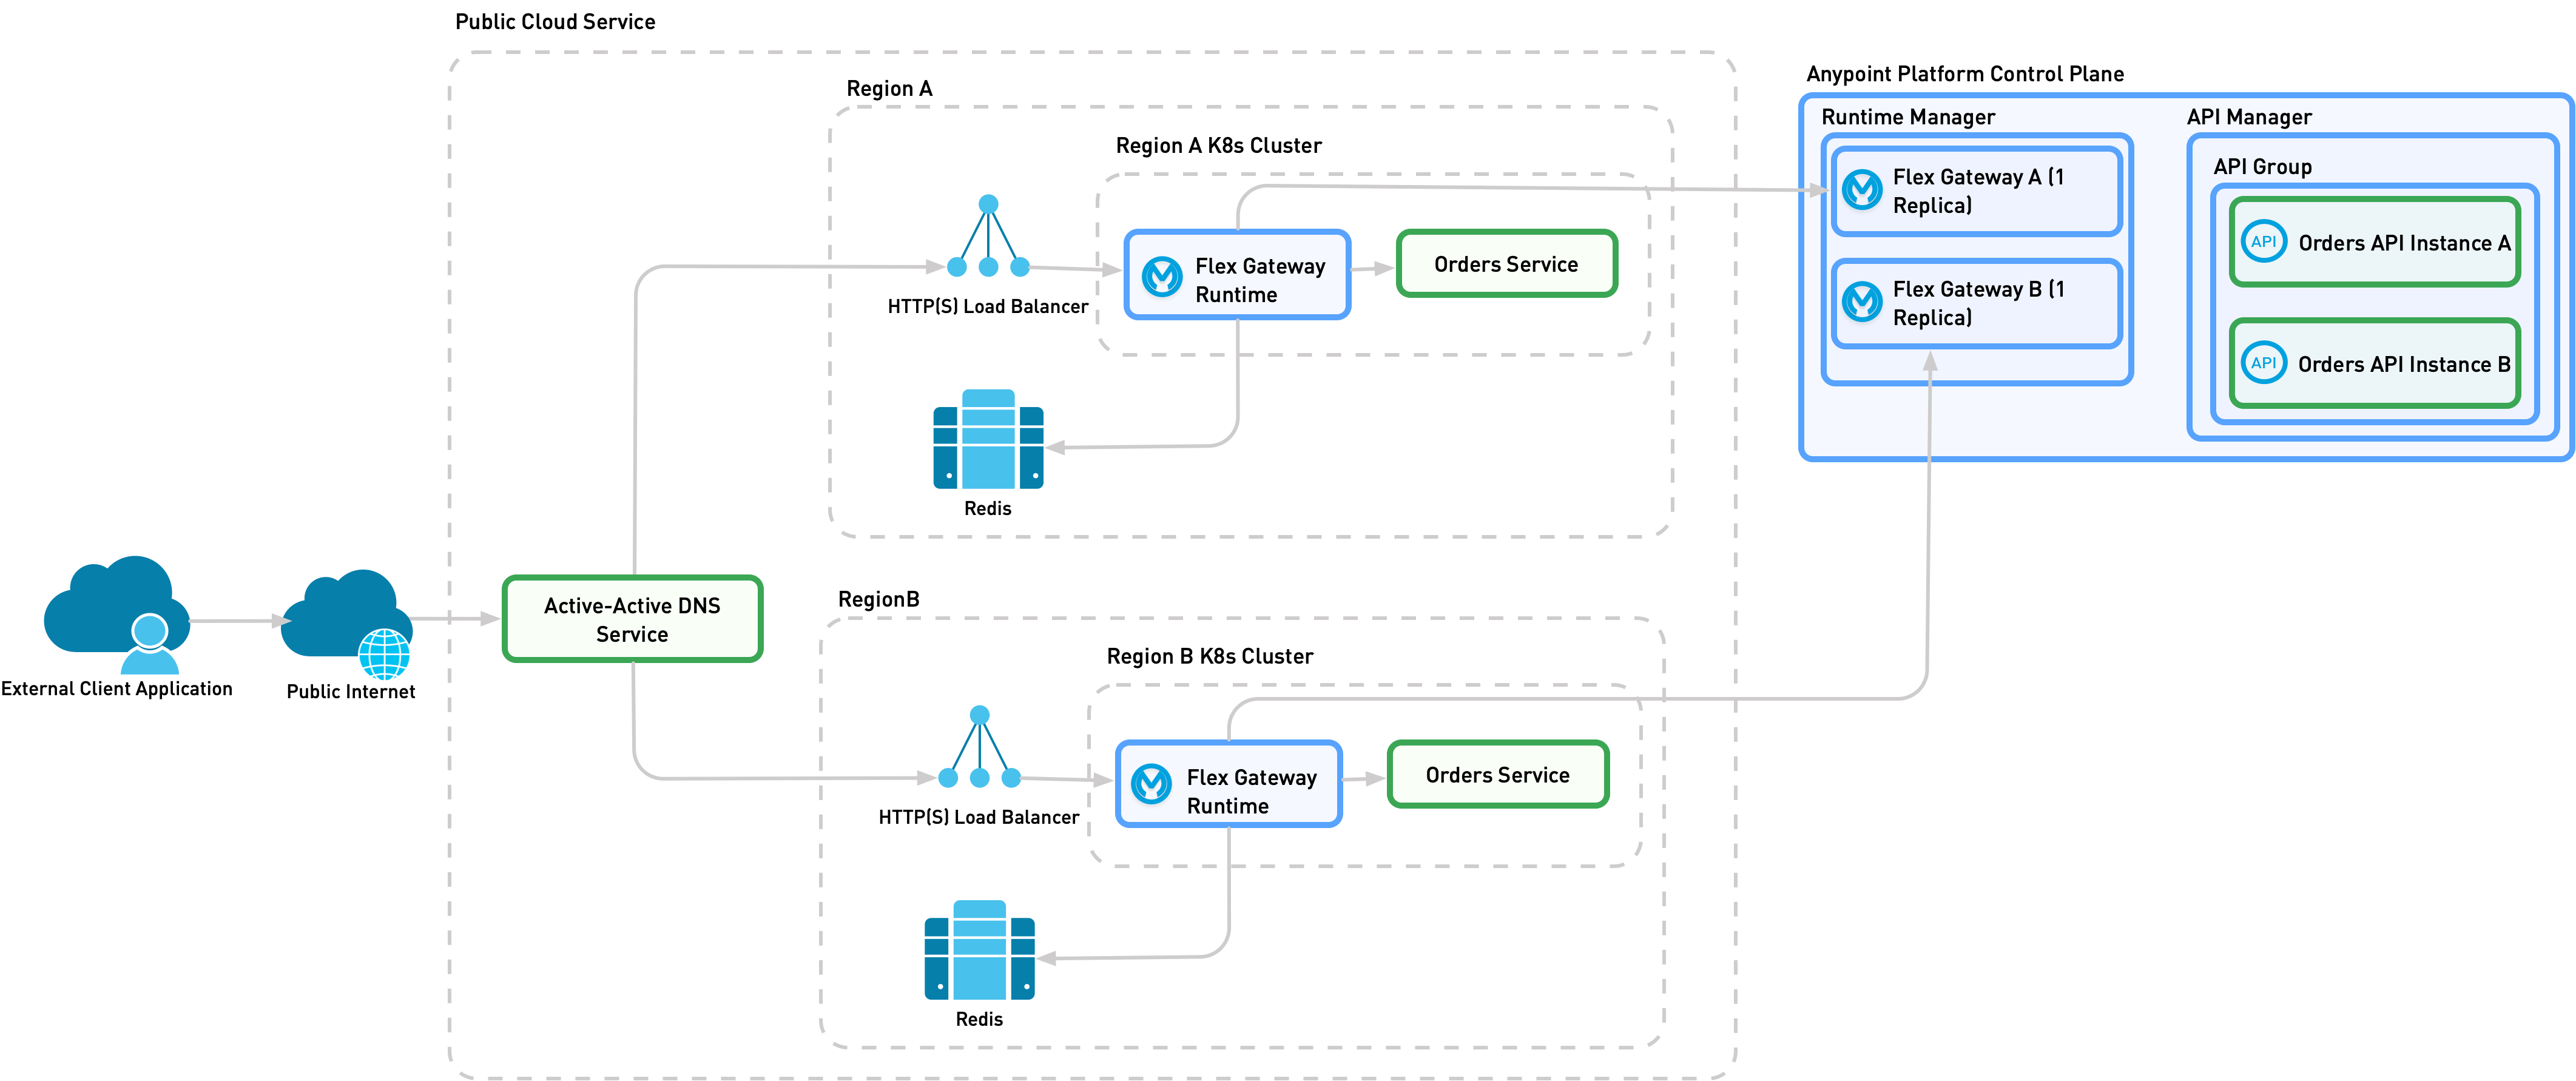 Public Cloud Service
Region A
Region A K8s Cluster
HTTP(S) Load Balancer
Flex Gateway
Runtime
Orders Service
Redis
External Client Application
Public Internet
Active-Active DNS
Service
RegionB
Region B K8s Cluster
HTTP(S) Load Balancer
Flex Gateway
Runtime
Orders Service
Redis
Anypoint Platform Control Plane
Runtime Manager
Flex Gateway A (1
Replica)
Flex Gateway B (1
Replica)
API Manager
API Group
API
Orders API Instance A
API
Orders API Instance B